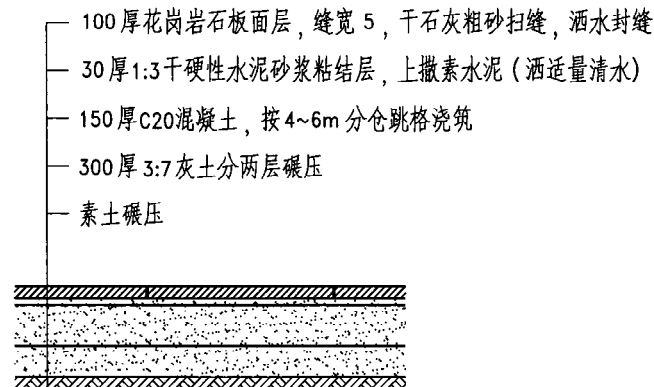 100厚花岗岩石板面层，缝宽 5，干石灰粗砂扫缝，洒水封缝
30厚1:3干硬性水泥砂浆粘结层，上撒素水泥（洒适量清水）
150厚C20混凝土，按4~6m分仓跳格浇筑
300厚3:7灰土分两层碾压
素土碾压